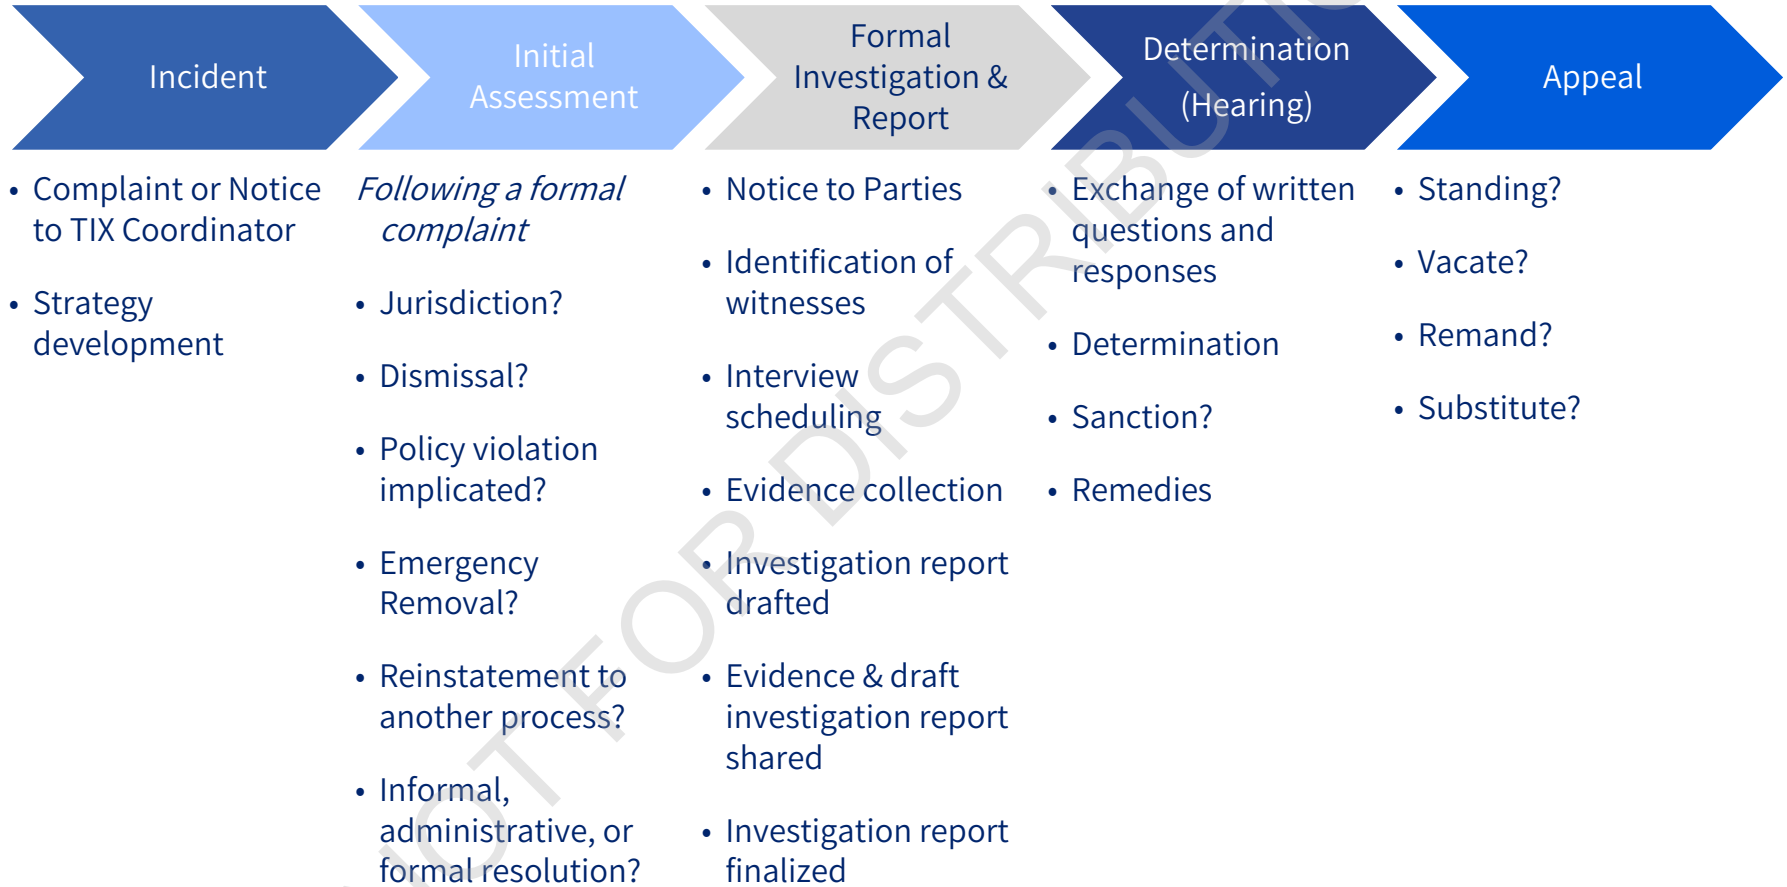 Incident
Initial
Assessment
Formal
Investigation &
Report
Determination
(Hearing)
Appeal
• Complaint or Notice
to TIX Coordinator
• Strategy
development
Following a formal
complaint
• Jurisdiction?
• Dismissal?
• Policy violation
implicated?
• Emergency
Removal?
• Reinstatement to
another process?
• Informal,
administrative, or
formal resolution?
• Notice to Parties
• Identification of
witnesses
• Interview
scheduling
• Evidence collection
• Investigation report
drafted
• Evidence & draft
investigation report
shared
• Investigation report
finalized
• Exchange of written
questions and
responses
• Determination
• Sanction?
• Remedies
• Standing?
• Vacate?
• Remand?
• Substitute?
NOT FOR DISTRIBUTIO